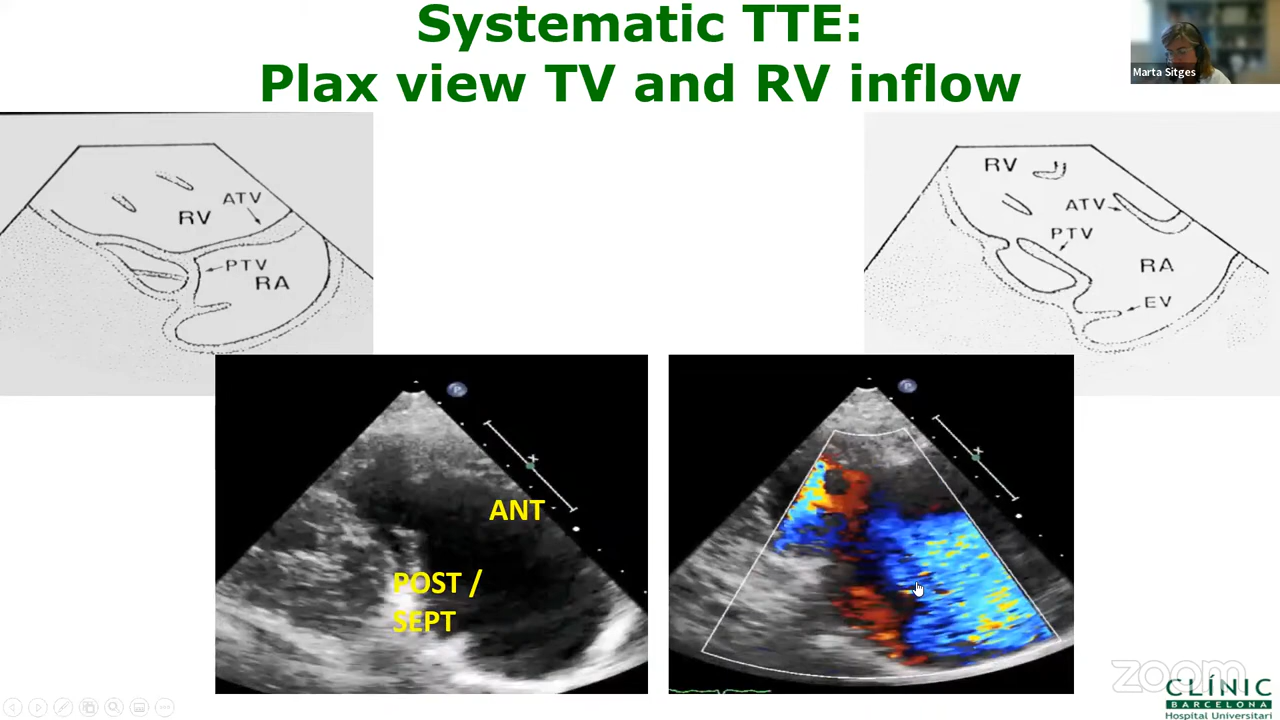 Systematic TTE:
Plax view TV and RV inflow
Marta Sitges
ATV
RV
PTV
RA
RV
ATV
PTV
RA
EV
P
ANT
POST /
SEPT
P
zoom
CLÍNIC
BARCELONA
Hospital Universitari